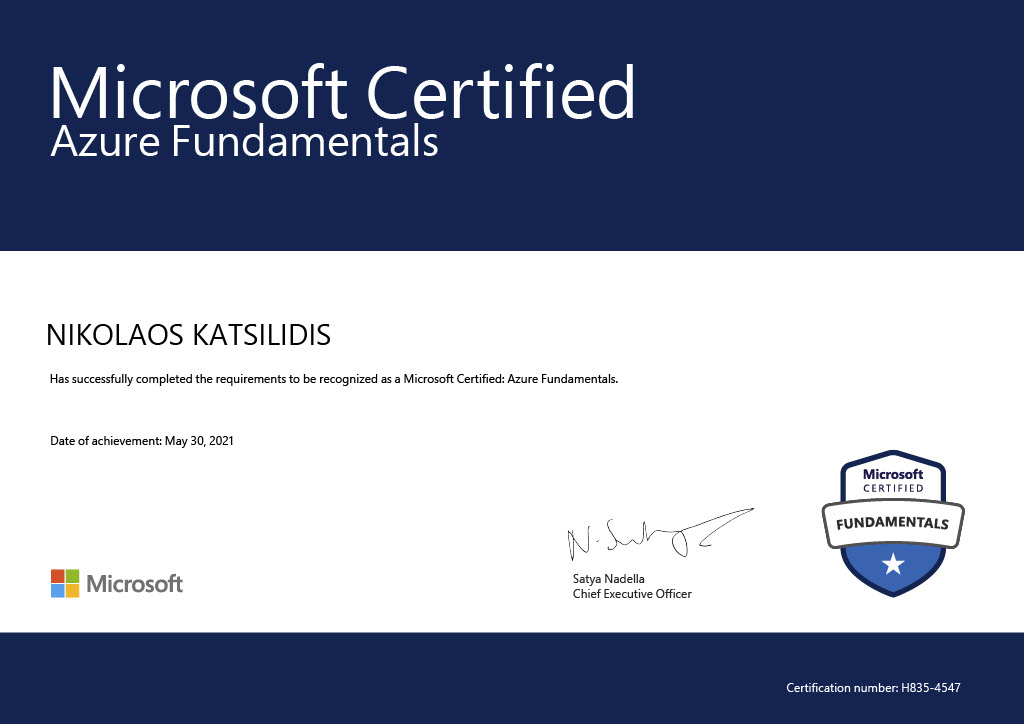 Microsoft Certified
Azure Fundamentals
NIKOLAOS KATSILIDIS
Has successfully completed the requirements to be recognized as a Microsoft Certified: Azure Fundamentals.
Date of achievement: May 30, 2021
Microsoft
CERTIFIED
FUNDAMENTALS
N. Satya
Satya Nadella
Chief Executive Officer
Microsoft
Certification number: H835-4547